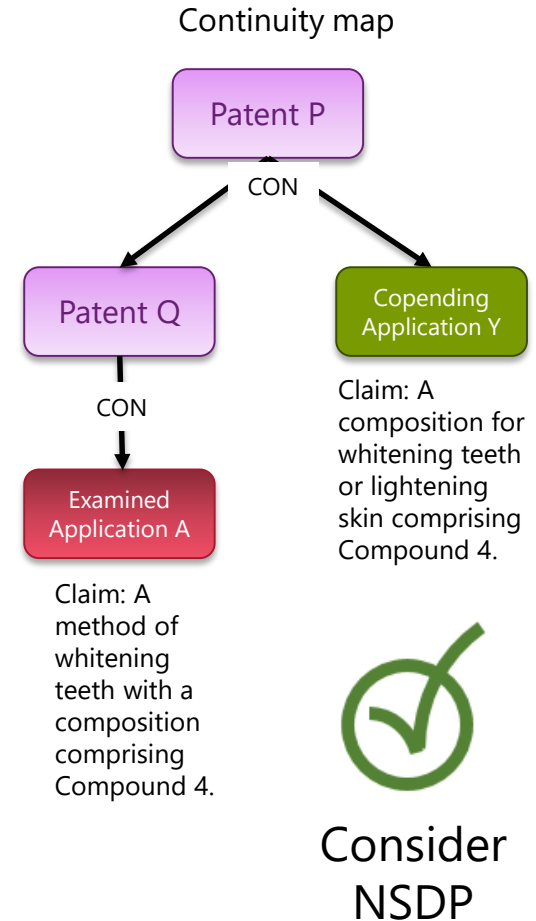 Continuity map
Patent P
CON
Patent Q
Copending
Application Y
CON
Claim: A
composition for
whitening teeth
or lightening
skin comprising
Compound 4.
Examined
Application A
Claim: A
method of
whitening
teeth with a
composition
comprising
Compound 4.
Consider
NSDP